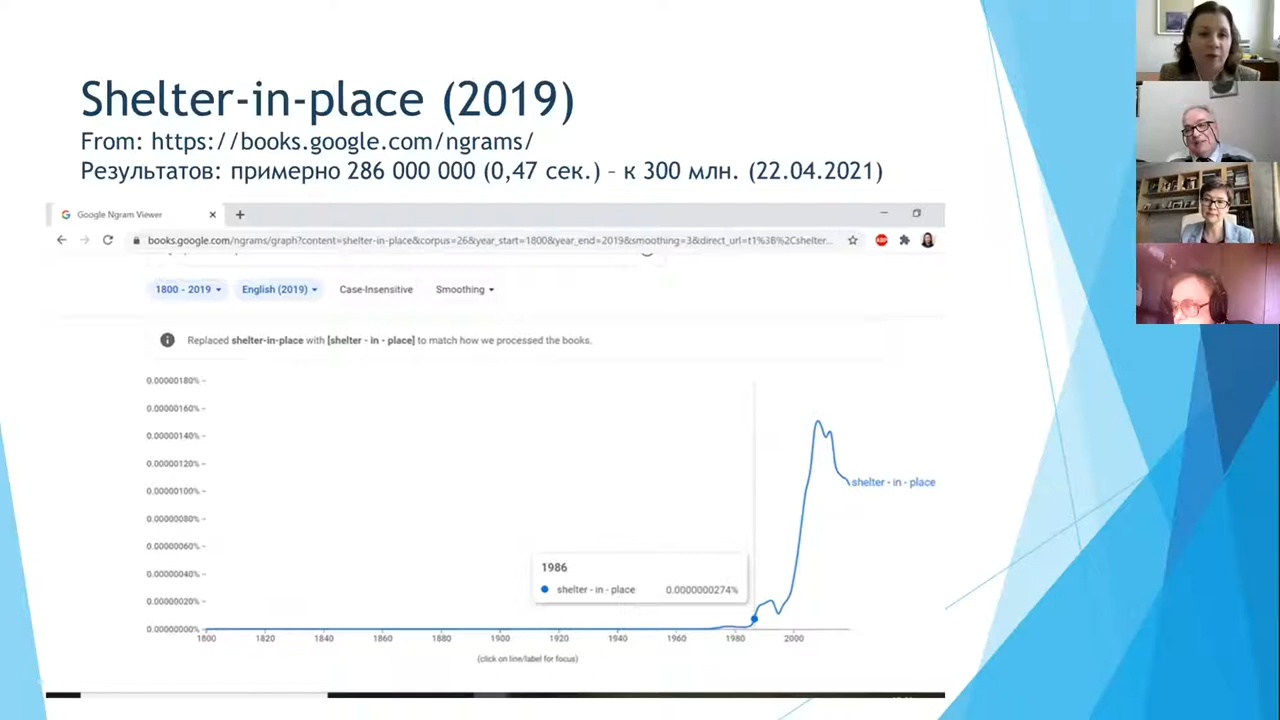 Shelter-in-place (2019)
From: https://books.google.com/ngrams/
Результатов: примерно 286 000 000 (0,47 сек.) – к 300 млн. (22.04.2021)
Google Ngram Viewer
books.google.com/ngrams/graph?content=shelter-in-place&corpus=26&year_start=1800&year_end=2019&smoothing=3&direct_url=t1%3B%2Cshelter...
ABP
1800 - 2019
English (2019)
Case-Insensitive
Smoothing
Replaced shelter-in-place with [shelter - in - place] to match how we processed the books.
0.00000180%
0.00000160%
0.00000140%
0.00000120%
0.00000100%
0.00000080%
0.00000060%
0.00000040%
0.00000020%
0.00000000%
shelter - in - place
1986
shelter - in - place 0.0000000274%
1800 1820 1840 1860 1880 1900 1920 1940 1960 1980 2000
(click on line/label for focus)